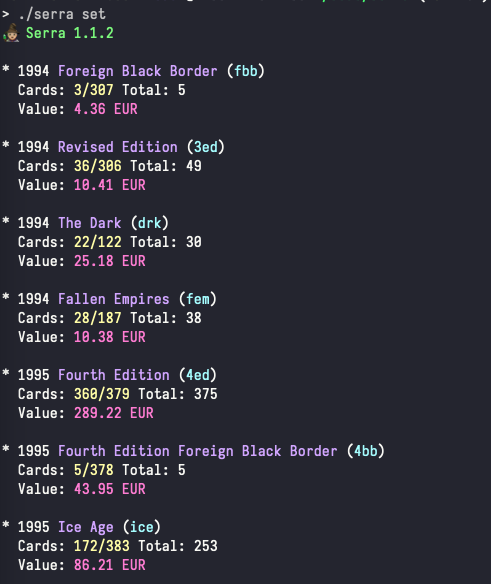 > ./serra set
Serra 1.1.2
* 1994 Foreign Black Border (fbb)
Cards: 3/307 Total: 5
Value: 4.36 EUR
* 1994 Revised Edition (3ed)
Cards: 36/306 Total: 49
Value: 10.41 EUR
* 1994 The Dark (drk)
Cards: 22/122 Total: 30
Value: 25.18 EUR
* 1994 Fallen Empires (fem)
Cards: 28/187 Total: 38
Value: 10.38 EUR
* 1995 Fourth Edition (4ed)
Cards: 360/379 Total: 375
Value: 289.22 EUR
* 1995 Fourth Edition Foreign Black Border (4bb)
Cards: 5/378 Total: 5
Value: 43.95 EUR
* 1995 Ice Age (ice)
Cards: 172/383 Total: 253
Value: 86.21 EUR